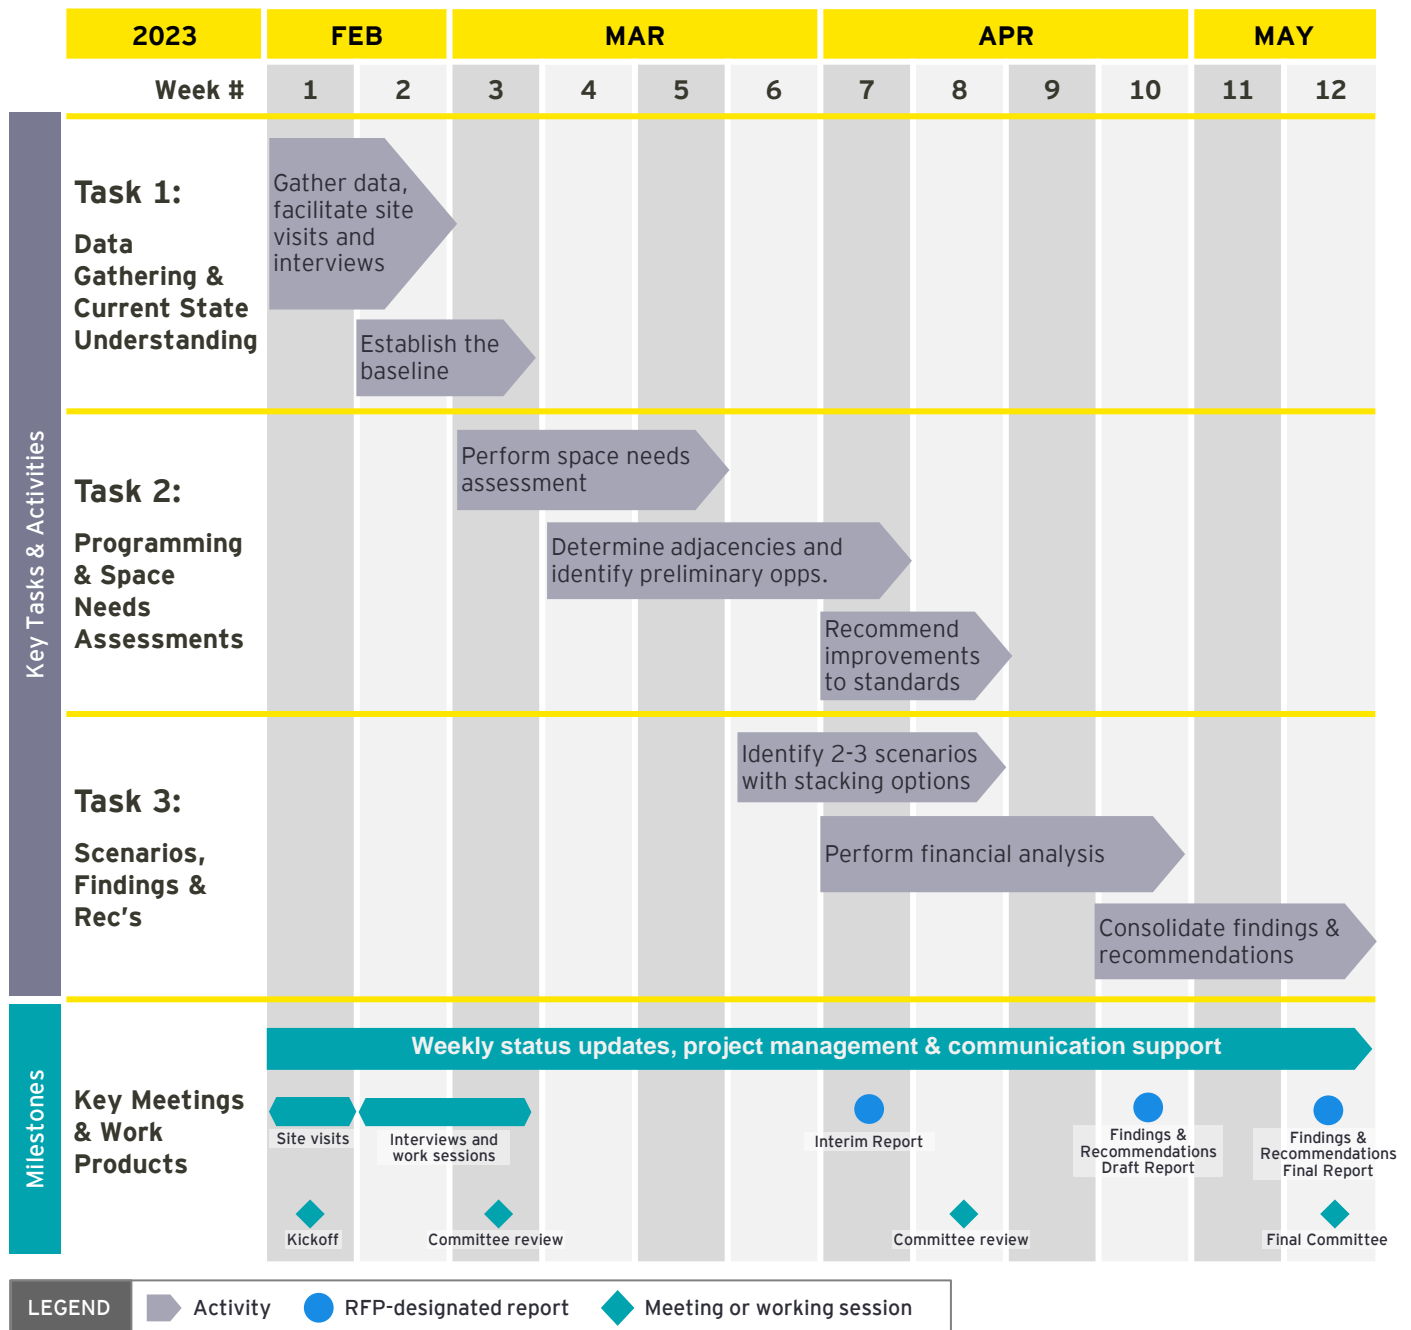 2023 FEB MAR APR MAY
Week # 1 2 3 4 5 6 7 8 9 10 11 12
Key Tasks & Activities
Task 1:
Data
Gathering &
Current State
Understanding
Gather data,
facilitate site
visits and
interviews
Establish the
baseline
Task 2:
Programming
& Space
Needs
Assessments
Perform space needs
assessment
Determine adjacencies and
identify preliminary opps.
Recommend
improvements
to standards
Task 3:
Scenarios,
Findings &
Rec's
Identify 2-3 scenarios
with stacking options
Perform financial analysis
Consolidate findings &
recommendations
Milestones
Key Meetings
& Work
Products
Weekly status updates, project management & communication support
Site visits
Interviews and
work sessions
Interim Report
Findings &
Recommendations
Draft Report
Findings &
Recommendations
Final Report
Kickoff
Committee review
Committee review
Final Committee
LEGEND Activity RFP-designated report Meeting or working session